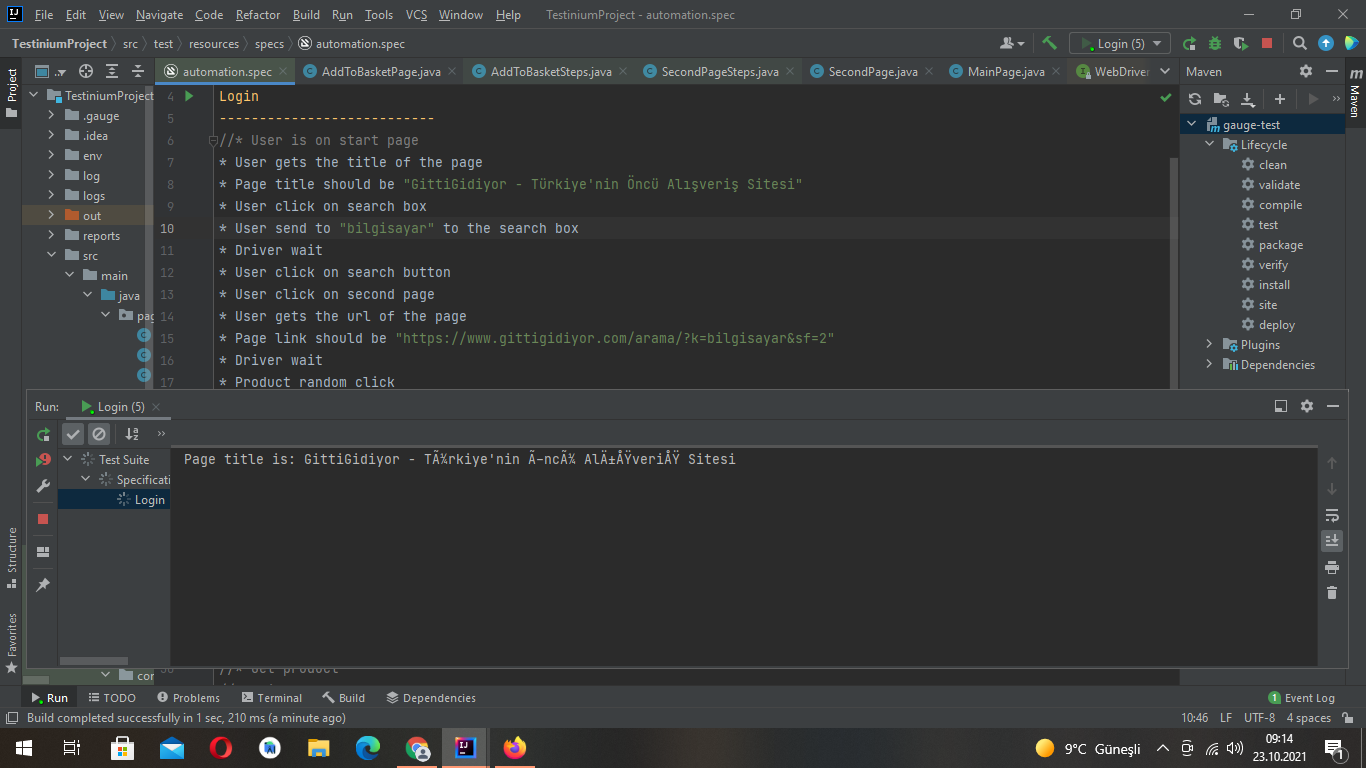 File Edit View Navigate Code Refactor Build Run Tools VCS Window Help TestiniumProject - automation.spec
TestiniumProject src test resources specs automation.spec Login (5)
Project automation.spec AddToBasketPage.java AddToBasketSteps.java SecondPageSteps.java SecondPage.java MainPage.java WebDriver Maven
TestiniumProject
.gauge
.idea
env
log
logs
out
reports
src
main
java
pag
4 Login
5 ---------------------------
6 //* User is on start page
7 * User gets the title of the page
8 * Page title should be "GittiGidiyor - Türkiye'nin Öncü Alışveriş Sitesi"
9 * User click on search box
10 * User send to "bilgisayar" to the search box
11 * Driver wait
12 * User click on search button
13 * User click on second page
14 * User gets the url of the page
15 * Page link should be "https://www.gittigidiyor.com/arama/?k=bilgisayar&sf=2"
16 * Driver wait
17 * Product random click
gauge-test
Lifecycle
clean
validate
compile
test
package
verify
install
site
deploy
Plugins
Dependencies
Maven
Run: Login (5)
Test Suite
Specificati
Login
Page title is: GittiGidiyor - TÃ¼rkiye'nin Ã–ncÃ¼ AlÄ±ÅŸveriÅŸ Sitesi
Structure
Favorites
cor
Run TODO Problems Terminal Build Dependencies 1 Event Log
Build completed successfully in 1 sec, 210 ms (a minute ago) 10:46 LF UTF-8 4 spaces
9°C Güneşli 09:14
23.10.2021 1